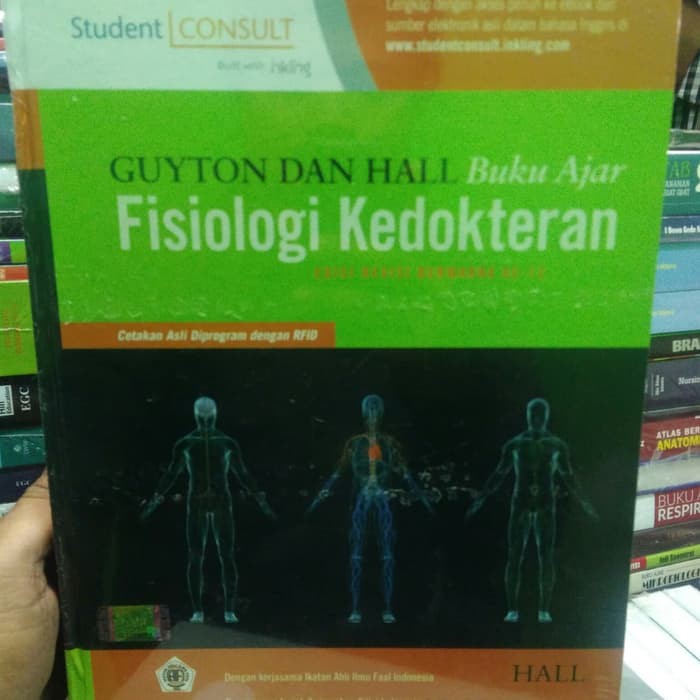 Student CONSULT
Built with inkling
Lengkap dengan akses penuh ke eBook dan
sumber elektronik asli dalam bahasa Inggris di
www.studentconsult.inkling.com
GUYTON DAN HALL Buku Ajar
Fisiologi Kedokteran
Cetakan Asli Diprogram dengan RFID
Dengan kerjasama Ikatan Ahli Ilmu Faal Indonesia
HALL
EGC
BRA
Nursin
ATLAS BER
ANATOM
BUKU A
RESPIR
MIKROBIOLOGI